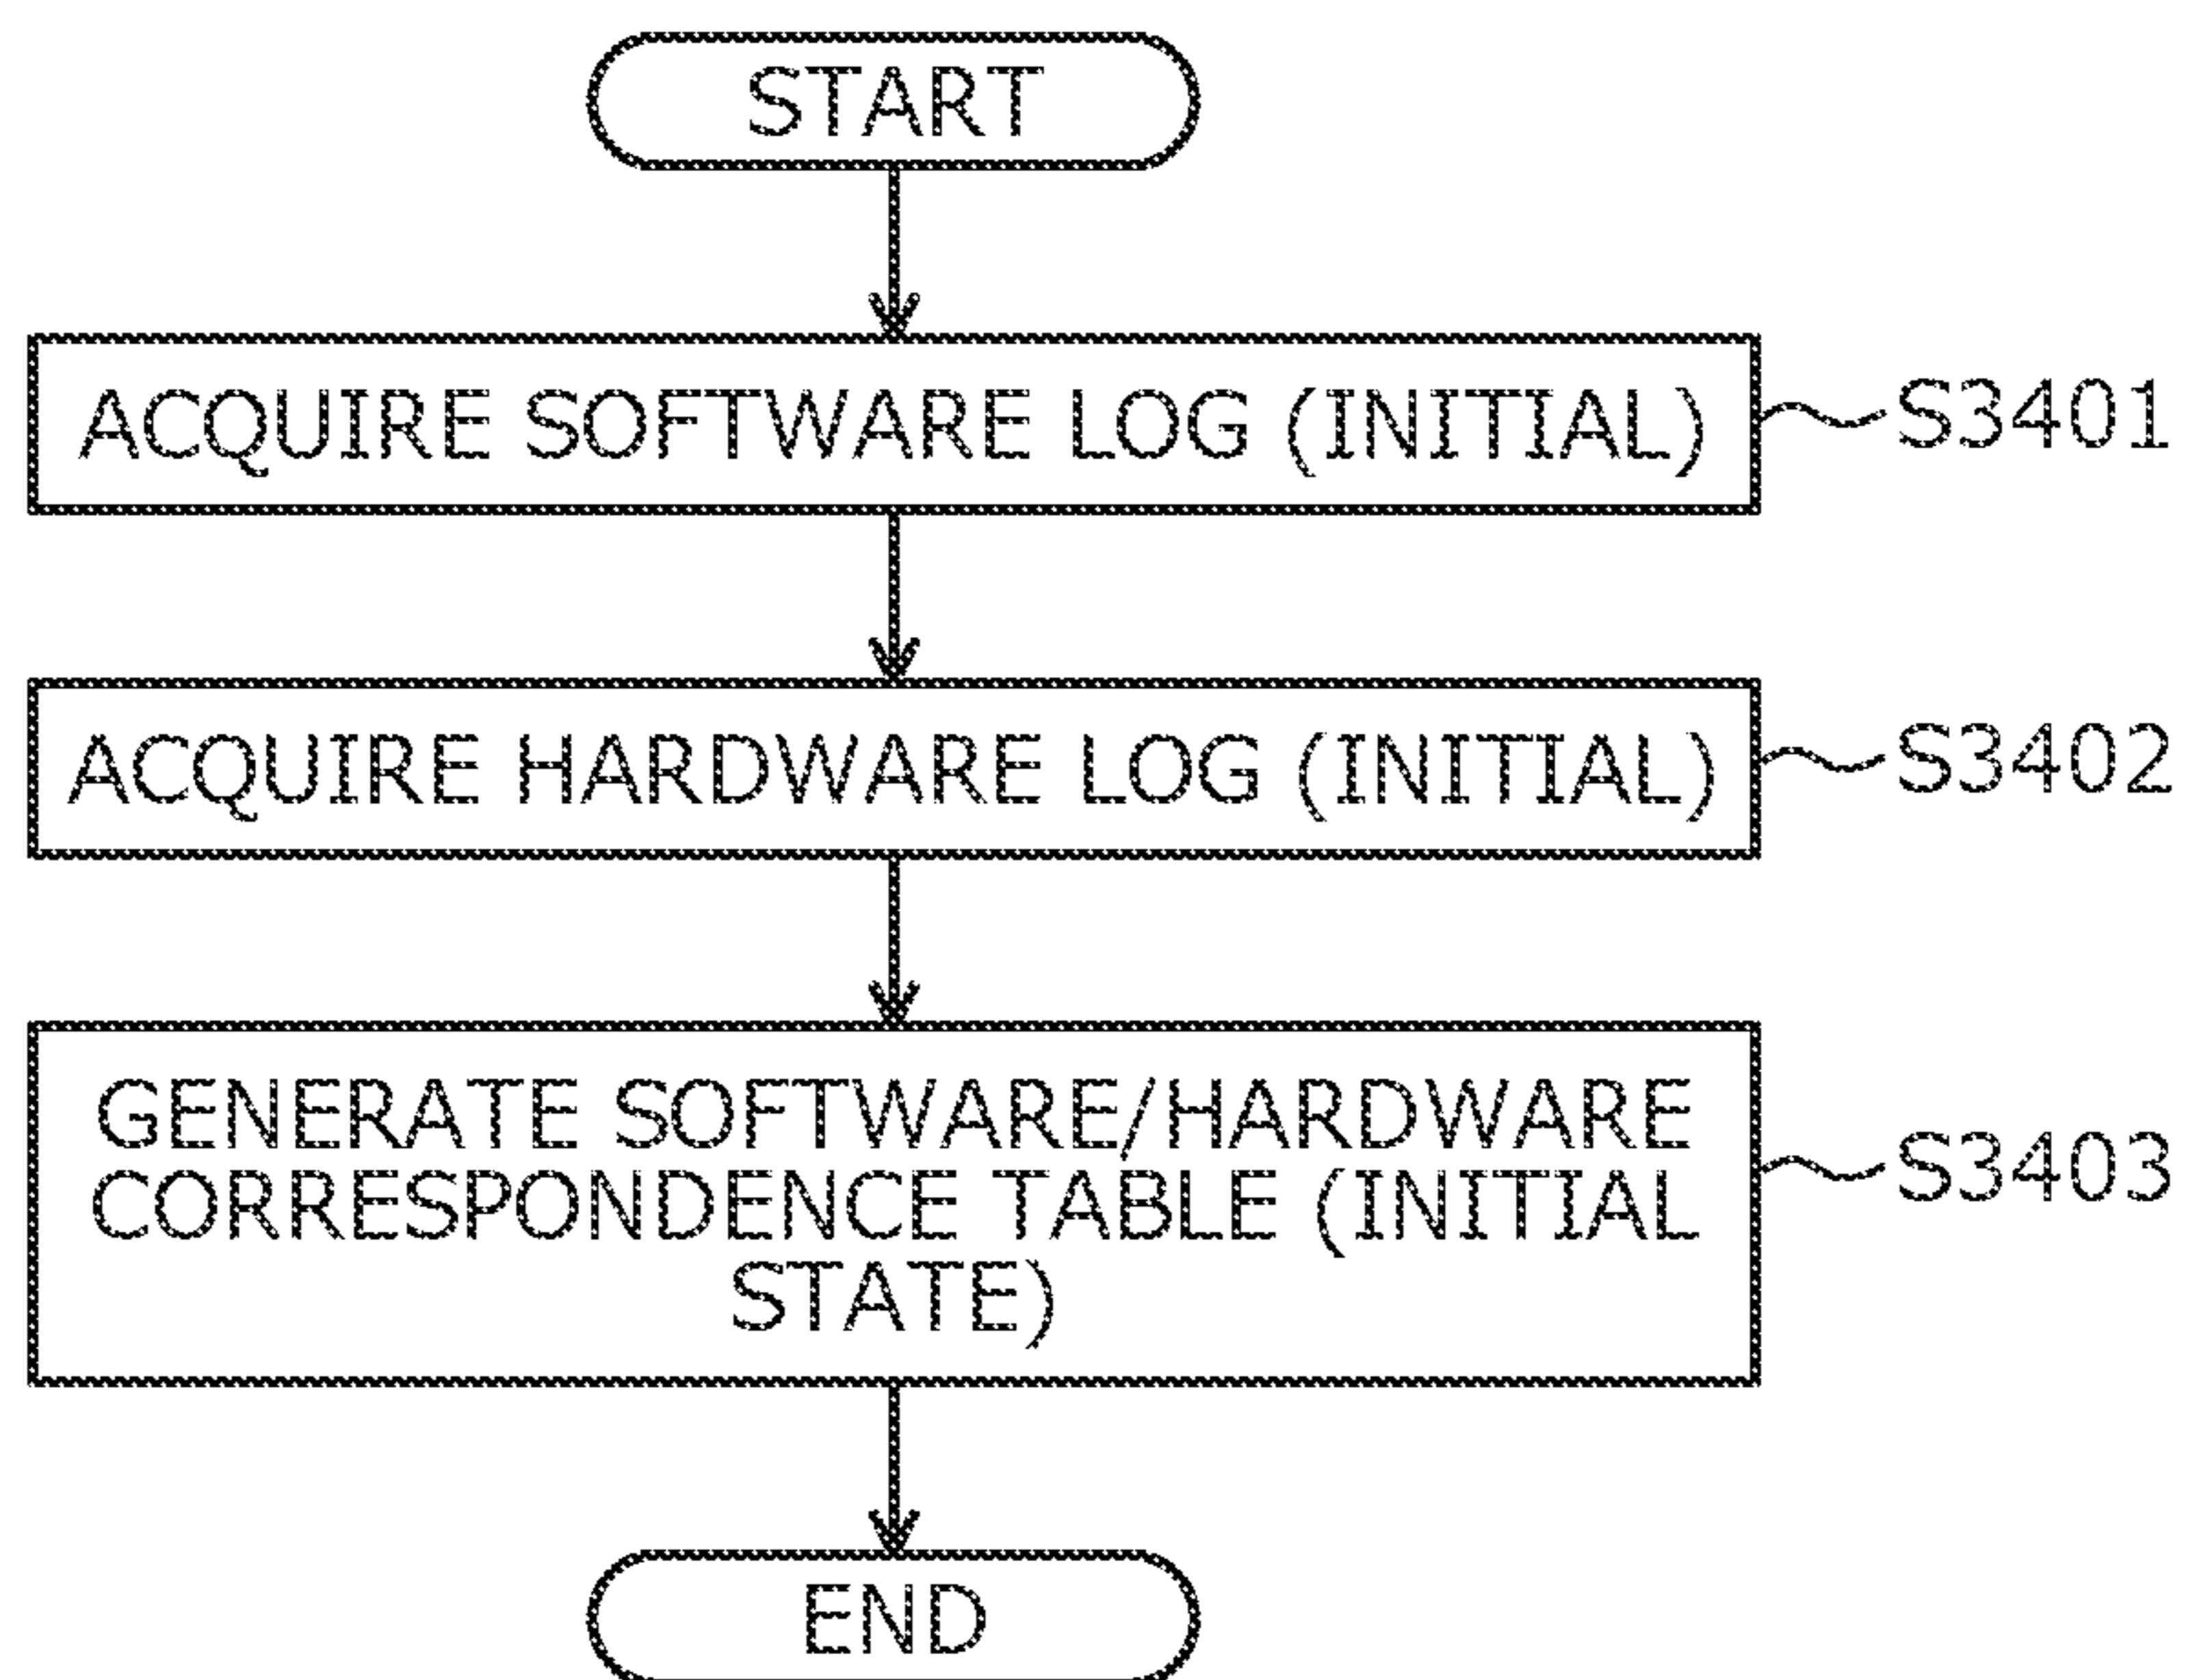 START
ACQUIRE SOFTWARE LOG (INITIAL)
S3401
ACQUIRE HARDWARE LOG (INITIAL)
S3402
GENERATE SOFTWARE/HARDWARE
CORRESPONDENCE TABLE (INITIAL
STATE)
S3403
END